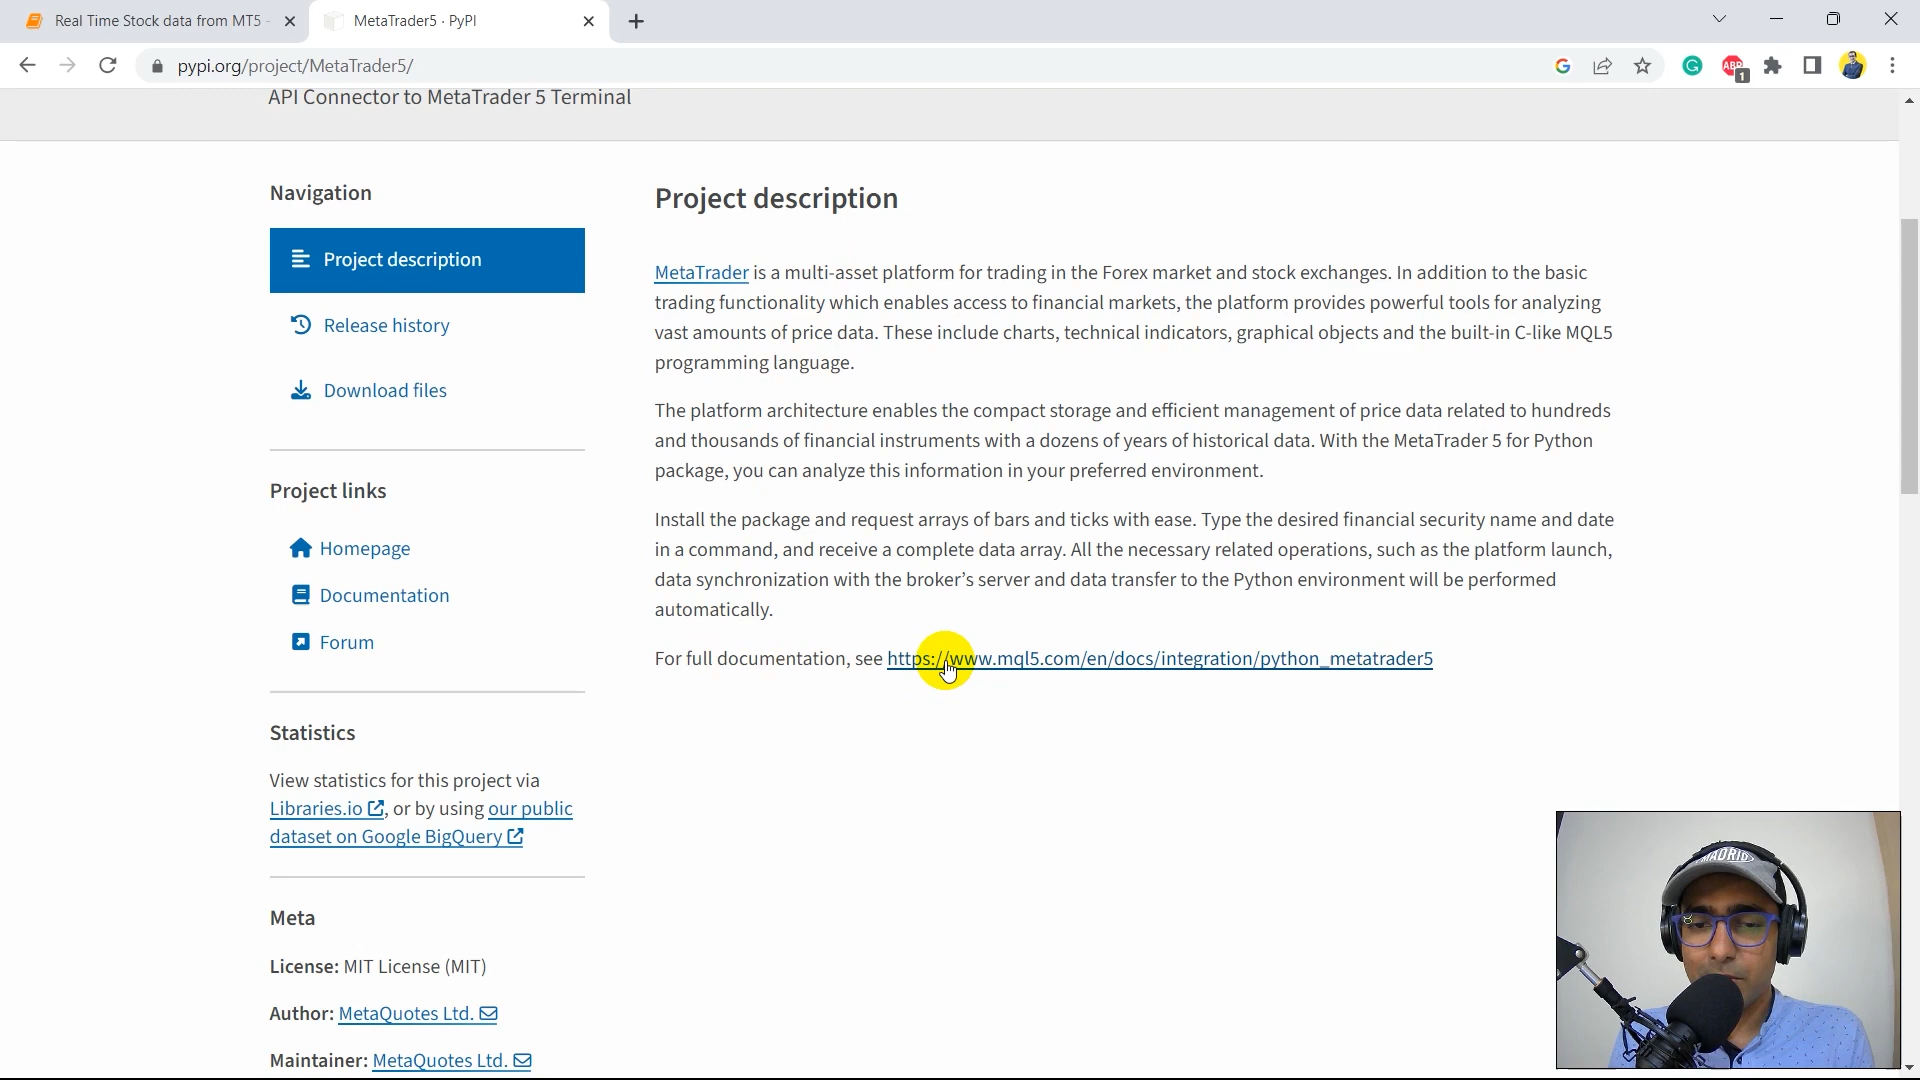 Real Time Stock data from MT5 -
MetaTrader5 · PyPI
pypi.org/project/MetaTrader5/
ABP
1
API Connector to MetaTrader 5 Terminal
Navigation
Project description
Release history
Download files
Project links
Homepage
Documentation
Forum
Statistics
View statistics for this project via
Libraries.io, or by using our public
dataset on Google BigQuery
Meta
License: MIT License (MIT)
Author: MetaQuotes Ltd.
Maintainer: MetaQuotes Ltd.
Project description
MetaTrader is a multi-asset platform for trading in the Forex market and stock exchanges. In addition to the basic
trading functionality which enables access to financial markets, the platform provides powerful tools for analyzing
vast amounts of price data. These include charts, technical indicators, graphical objects and the built-in C-like MQL5
programming language.
The platform architecture enables the compact storage and efficient management of price data related to hundreds
and thousands of financial instruments with a dozens of years of historical data. With the MetaTrader 5 for Python
package, you can analyze this information in your preferred environment.
Install the package and request arrays of bars and ticks with ease. Type the desired financial security name and date
in a command, and receive a complete data array. All the necessary related operations, such as the platform launch,
data synchronization with the broker’s server and data transfer to the Python environment will be performed
automatically.
For full documentation, see https://www.mql5.com/en/docs/integration/python_metatrader5
MADRID